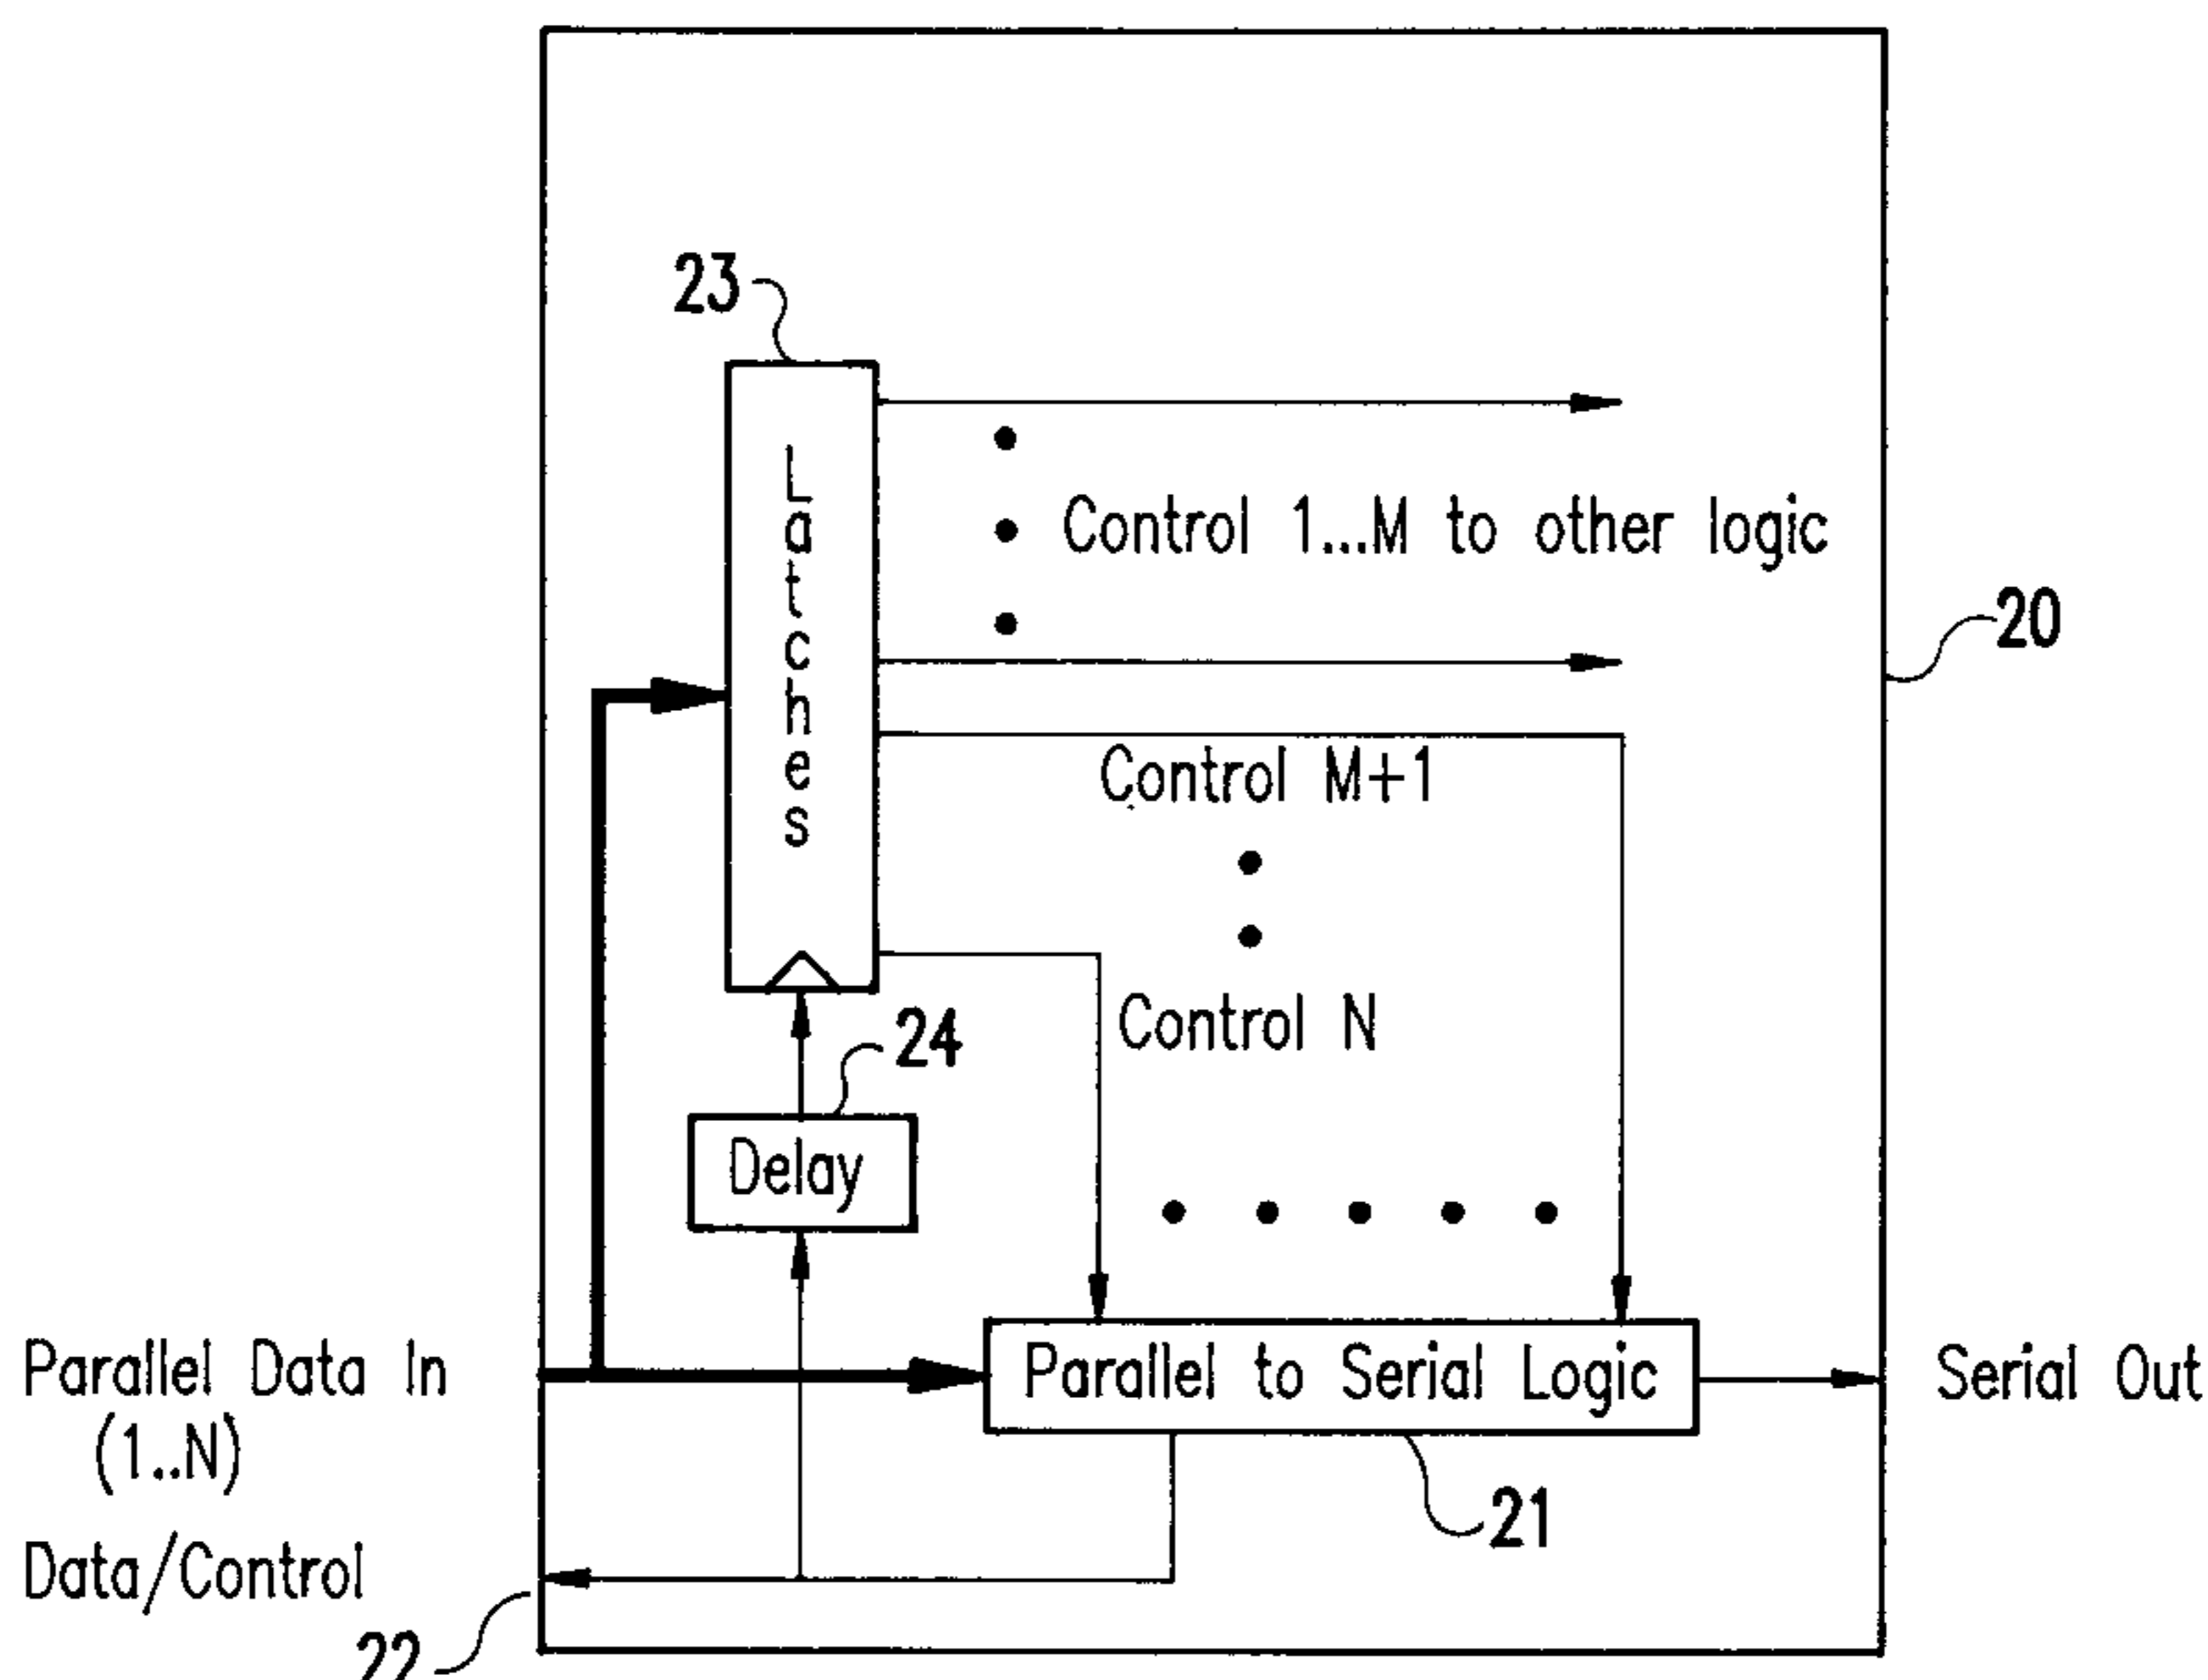 23
Latches
Control 1...M to other logic
20
Control M+1
Control N
24
Delay
Parallel Data In
(1..N)
Parallel to Serial Logic
Serial Out
21
Data/Control
22